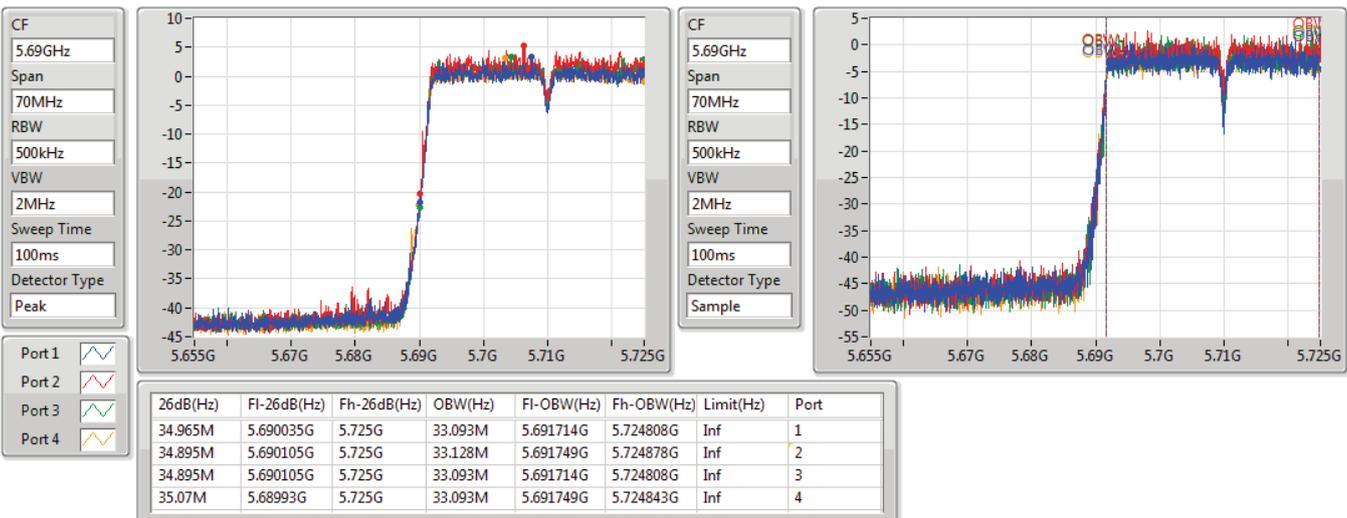 CF
5.69GHz
Span
70MHz
RBW
500kHz
VBW
2MHz
Sweep Time
100ms
Detector Type
Peak
10
5
0
-5
-10
-15
-20
-25
-30
-35
-40
-45
5.655G 5.67G 5.68G 5.69G 5.7G 5.71G 5.725G
CF
5.69GHz
Span
70MHz
RBW
500kHz
VBW
2MHz
Sweep Time
100ms
Detector Type
Sample
5
0
-5
-10
-15
-20
-25
-30
-35
-40
-45
-50
-55
OBW
OBW
OBW
OBW
5.655G 5.67G 5.68G 5.69G 5.7G 5.71G 5.725G
Port 1
Port 2
Port 3
Port 4
26dB(Hz) Fl-26dB(Hz) Fh-26dB(Hz) OBW(Hz) Fl-OBW(Hz) Fh-OBW(Hz) Limit(Hz) Port
34.965M 5.690035G 5.725G 33.093M 5.691714G 5.724808G Inf 1
34.895M 5.690105G 5.725G 33.128M 5.691749G 5.724878G Inf 2
34.895M 5.690105G 5.725G 33.093M 5.691714G 5.724808G Inf 3
35.07M 5.68993G 5.725G 33.093M 5.691749G 5.724843G Inf 4